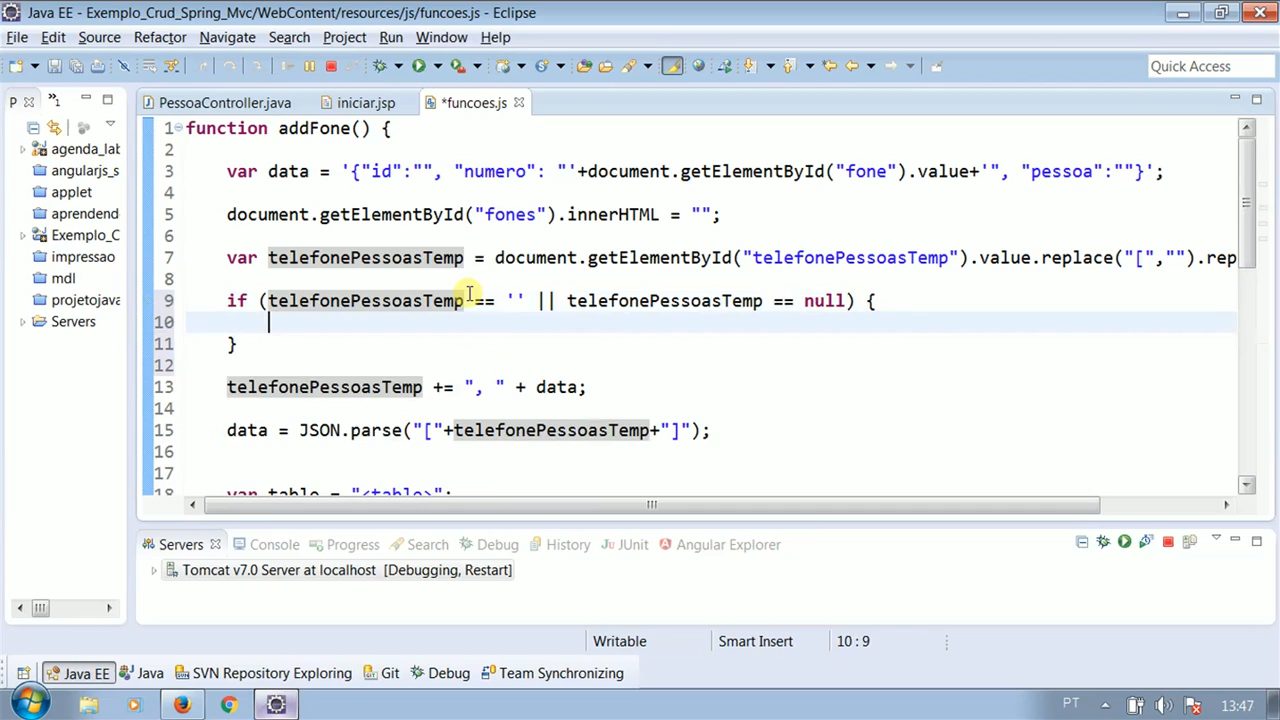 Java EE - Exemplo_Crud_Spring_Mvc/WebContent/resources/js/funcoes.js - Eclipse
File Edit Source Refactor Navigate Search Project Run Window Help
Quick Access
P »1
PessoaController.java iniciar.jsp *funcoes.js
agenda_lab
angularjs_s
applet
aprendend
Exemplo_C
impressao
mdl
projetojava
Servers
1 function addFone() {
2
3 var data = '{"id":"", "numero": "'+document.getElementById("fone").value+'", "pessoa":""}';
4
5 document.getElementById("fones").innerHTML = "";
6
7 var telefonePessoasTemp = document.getElementById("telefonePessoasTemp").value.replace("[","").rep
8
9 if (telefonePessoasTemp == '' || telefonePessoasTemp == null) {
10
11 }
12
13 telefonePessoasTemp += ", " + data;
14
15 data = JSON.parse("["+telefonePessoasTemp+"]");
16
17
18 var table = "<table>";
Servers Console Progress Search Debug History JUnit Angular Explorer
Tomcat v7.0 Server at localhost [Debugging, Restart]
Writable Smart Insert 10 : 9
Java EE Java SVN Repository Exploring Git Debug Team Synchronizing
PT 13:47